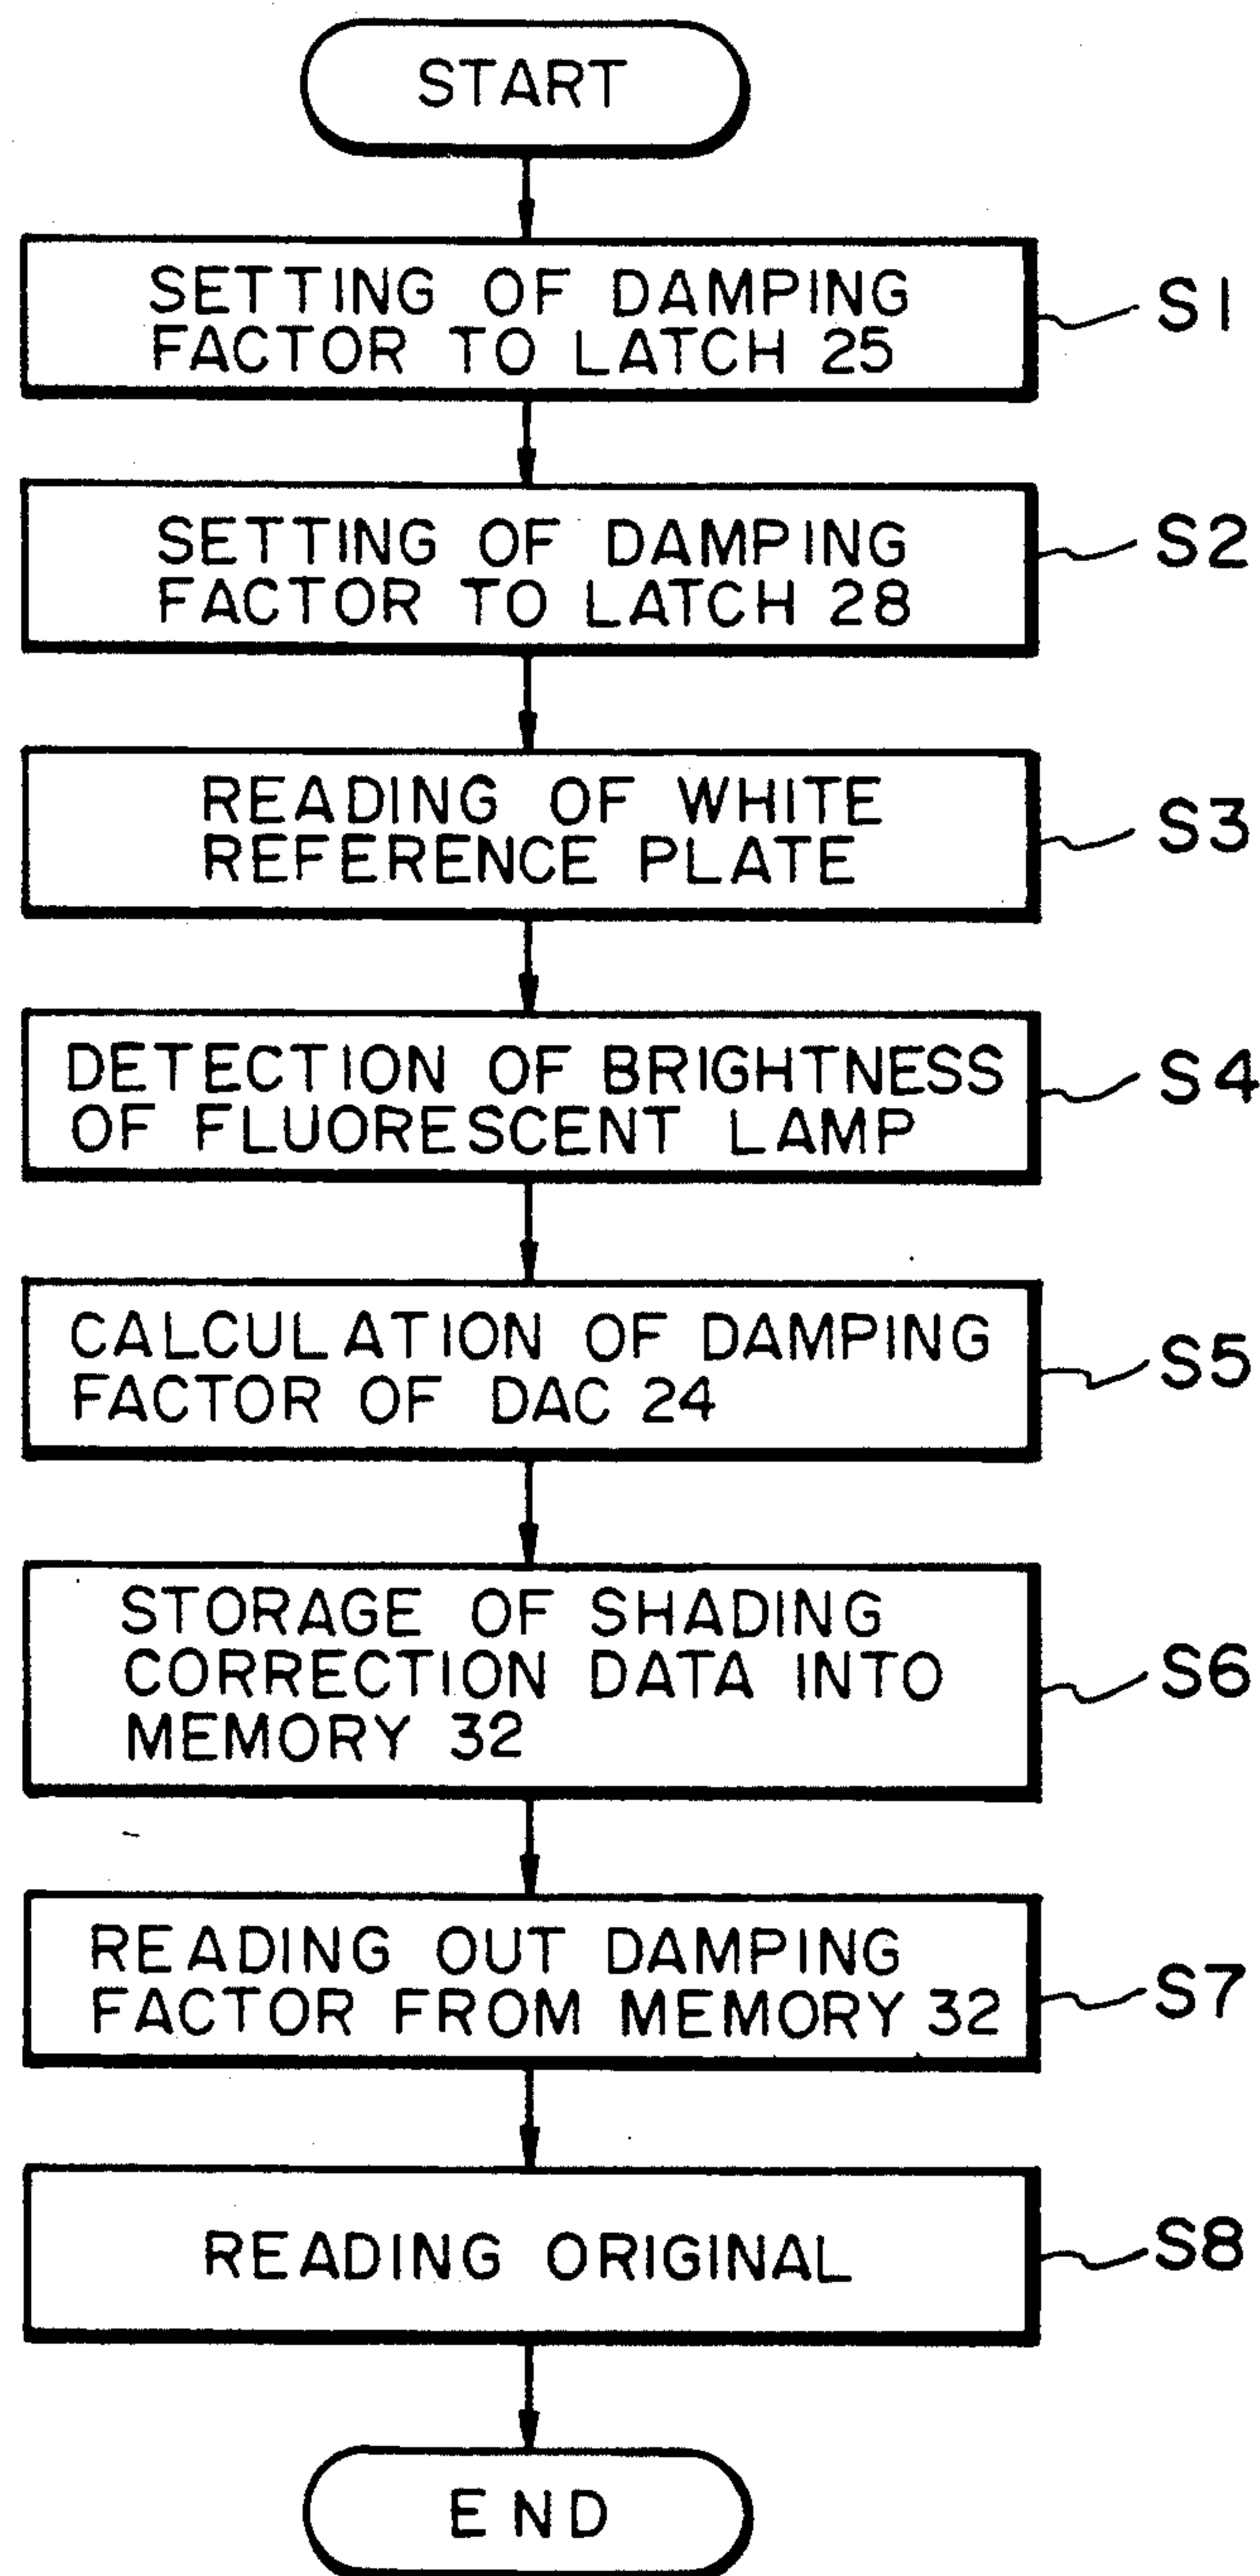 START
SETTING OF DAMPING
FACTOR TO LATCH 25
S1
SETTING OF DAMPING
FACTOR TO LATCH 28
S2
READING OF WHITE
REFERENCE PLATE
S3
DETECTION OF BRIGHTNESS
OF FLUORESCENT LAMP
S4
CALCULATION OF DAMPING
FACTOR OF DAC 24
S5
STORAGE OF SHADING
CORRECTION DATA INTO
MEMORY 32
S6
READING OUT DAMPING
FACTOR FROM MEMORY 32
S7
READING ORIGINAL
S8
END